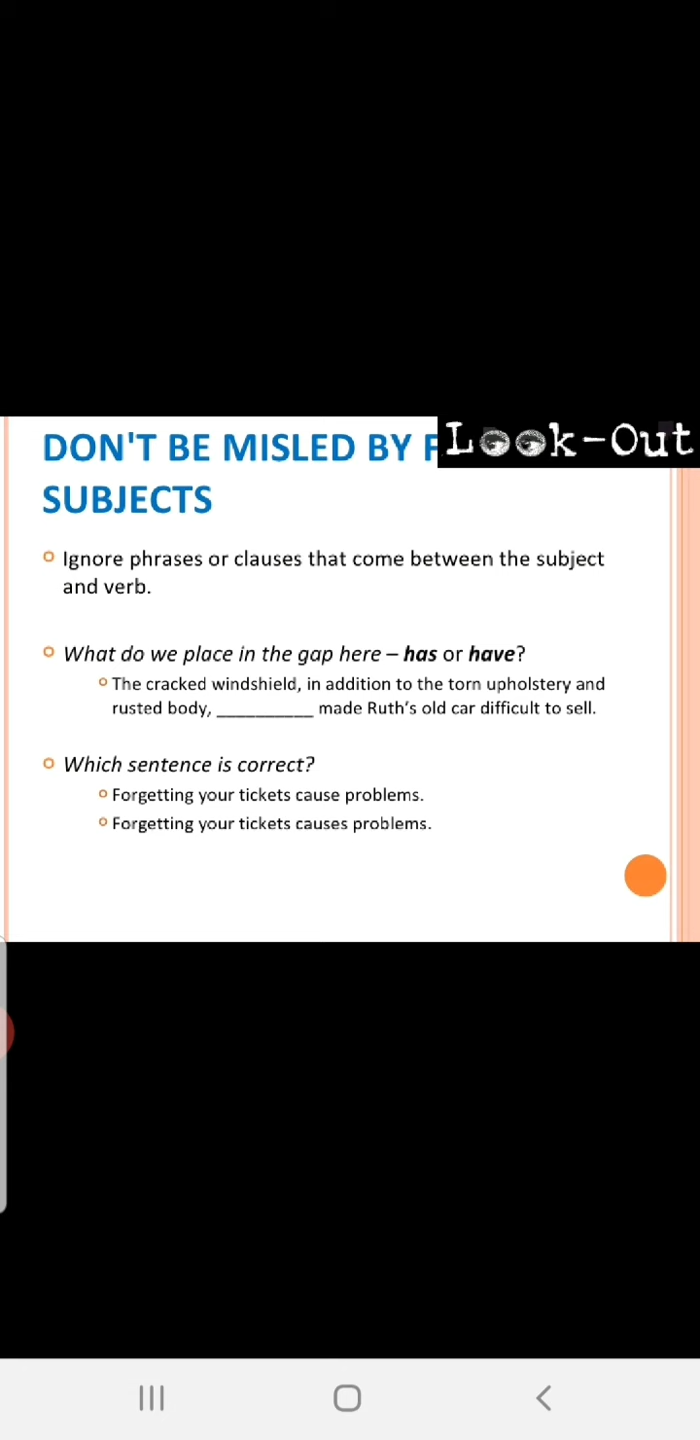 DON'T BE MISLED BY
Look-Out
SUBJECTS
Ignore phrases or clauses that come between the subject
and verb.
What do we place in the gap here – has or have?
The cracked windshield, in addition to the torn upholstery and
rusted body, __________ made Ruth's old car difficult to sell.
Which sentence is correct?
Forgetting your tickets cause problems.
Forgetting your tickets causes problems.